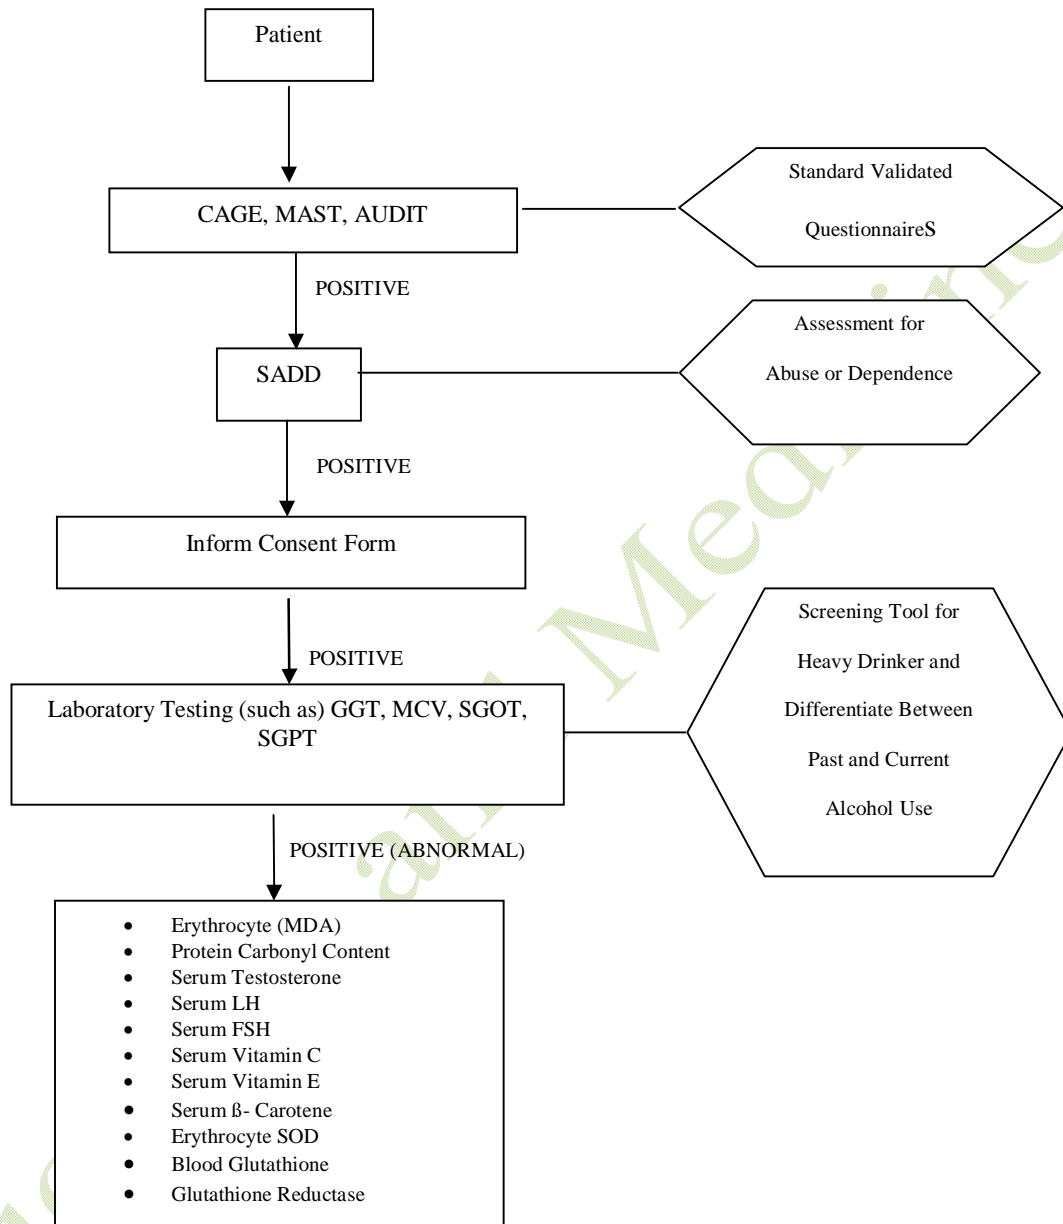 Patient
CAGE, MAST, AUDIT
Standard Validated
QuestionnaireS
POSITIVE
SADD
Assessment for
Abuse or Dependence
POSITIVE
Inform Consent Form
POSITIVE
Laboratory Testing (such as) GGT, MCV, SGOT,
SGPT
Screening Tool for
Heavy Drinker and
Differentiate Between
Past and Current
Alcohol Use
POSITIVE (ABNORMAL)
• Erythrocyte (MDA)
• Protein Carbonyl Content
• Serum Testosterone
• Serum LH
• Serum FSH
• Serum Vitamin C
• Serum Vitamin E
• Serum ß- Carotene
• Erythrocyte SOD
• Blood Glutathione
• Glutathione Reductase